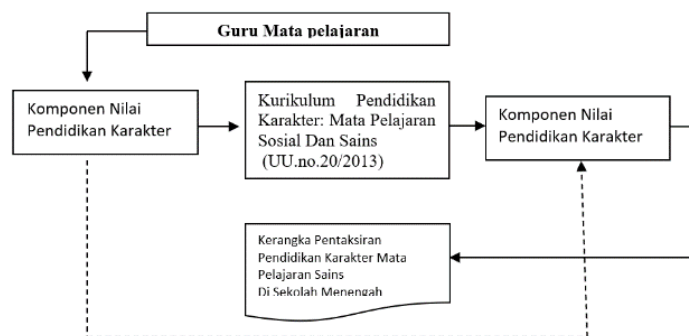 Guru Mata pelajaran
Komponen Nilai
Pendidikan Karakter
Kurikulum Pendidikan
Karakter: Mata Pelajaran
Sosial Dan Sains
(UU.no.20/2013)
Komponen Nilai
Pendidikan Karakter
Kerangka Pentaksiran
Pendidikan Karakter Mata
Pelajaran Sains
Di Sekolah Menengah